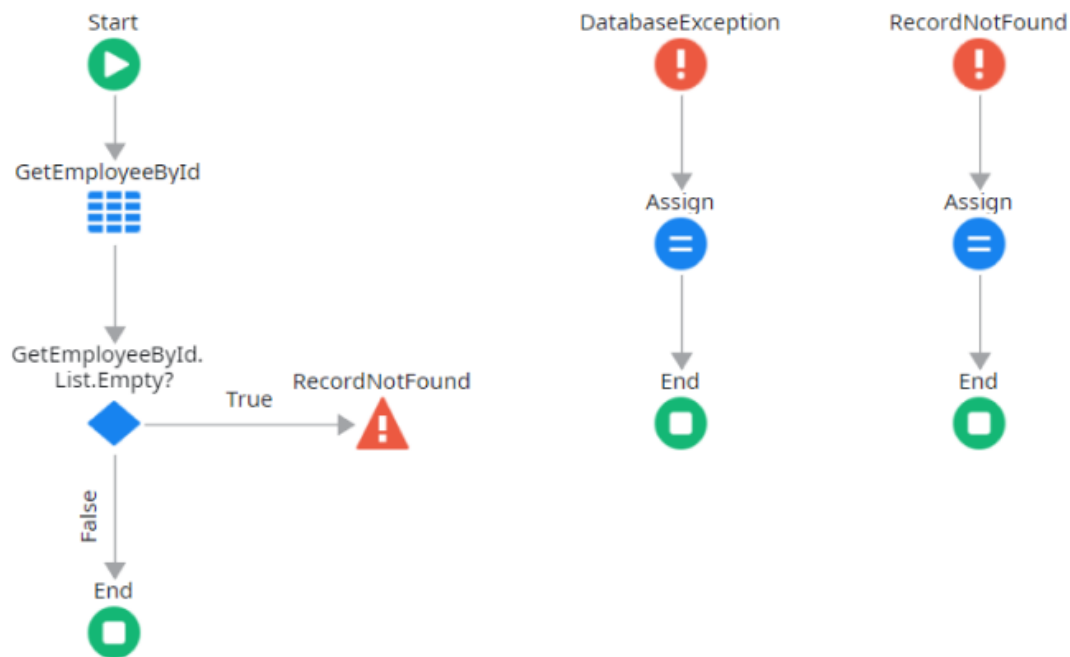 Start
GetEmployeeById
GetEmployeeById.
List.Empty?
True
RecordNotFound
False
End
DatabaseException
Assign
End
RecordNotFound
Assign
End